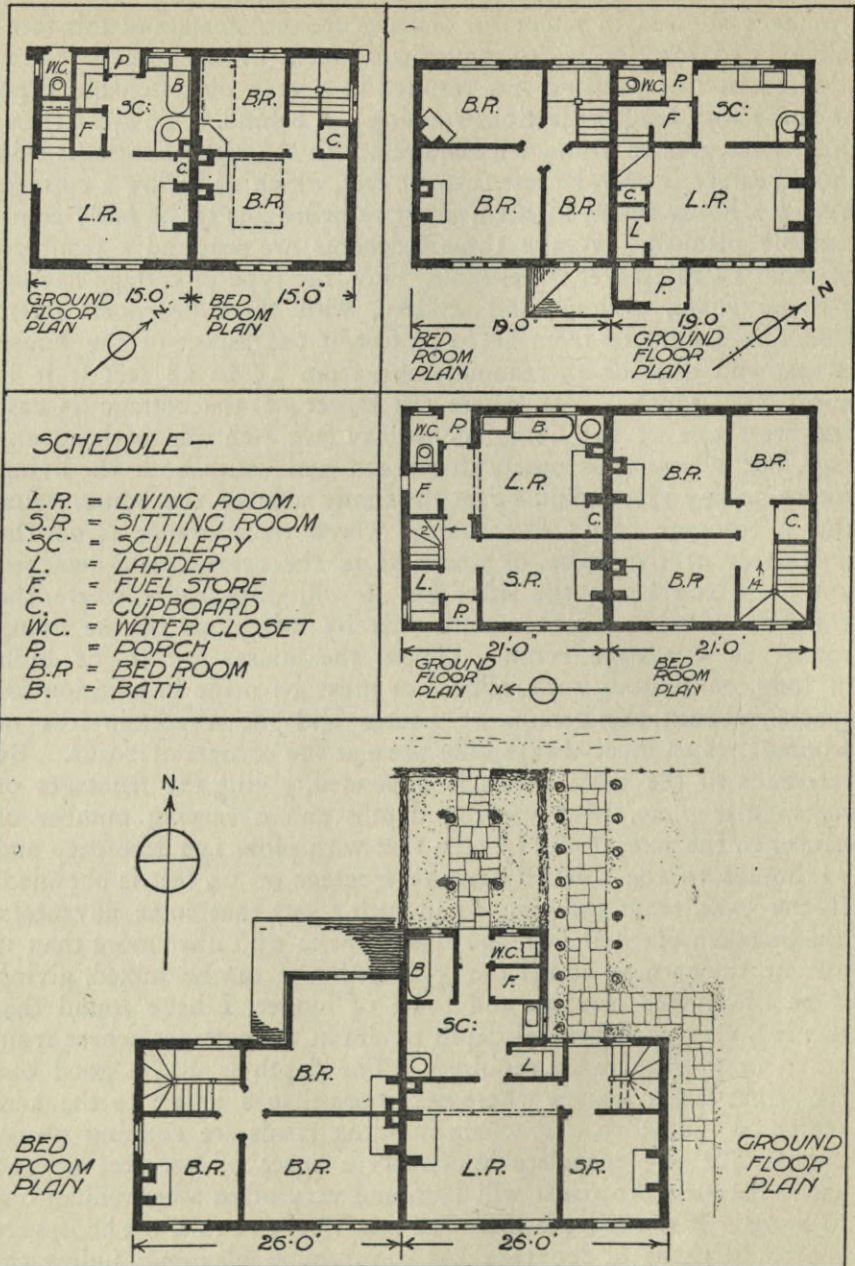 W.C.
P.
L
SC:
B
F.
B.R.
C.
C.
L.R.
B.R.
GROUND FLOOR PLAN
15.0"
BED ROOM PLAN
15'.0"
N
B.R.
W.C.
P.
SC:
F.
B.R.
B.R.
C.
L
L.R.
P.
19.0"
BED ROOM PLAN
19.0"
GROUND FLOOR PLAN
N
SCHEDULE —
L.R. = LIVING ROOM.
S.R = SITTING ROOM
SC· = SCULLERY
L. = LARDER
F. = FUEL STORE
C. = CUPBOARD
W.C. = WATER CLOSET
P. = PORCH
B.R = BED ROOM
B. = BATH
W.C.
P.
B.
F.
L.R.
C.
L.
S.R.
P.
B.R.
B.R.
C.
B.R
14
21'.0"
GROUND FLOOR PLAN
N.
21'.0"
BED ROOM PLAN
N.
B
W.C.
F.
SC:
L
B.R.
B.R.
B.R.
L.R.
S.R.
BED ROOM PLAN
GROUND FLOOR PLAN
26·0"
26·0"